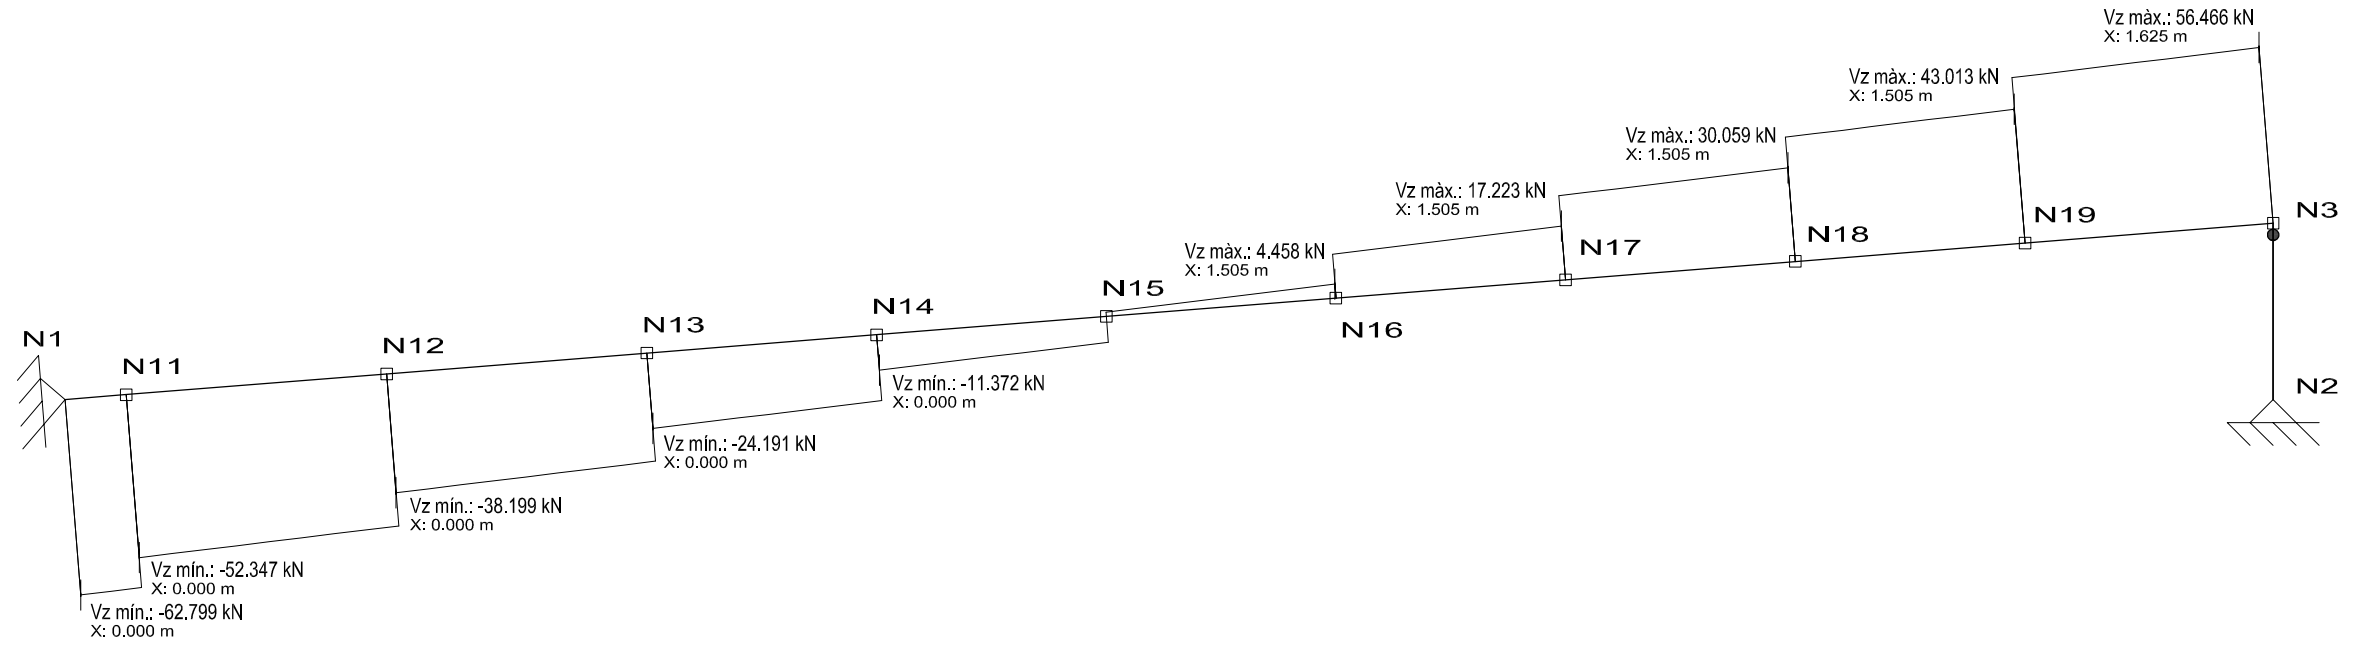 Vz màx.: 56.466 kN
X: 1.625 m
Vz màx.: 43.013 kN
X: 1.505 m
Vz màx.: 30.059 kN
X: 1.505 m
Vz màx.: 17.223 kN
X: 1.505 m
Vz màx.: 4.458 kN
X: 1.505 m
N3
N19
N18
N17
N15
N14
N16
N13
N1
N12
N11
N2
Vz mín.: -11.372 kN
X: 0.000 m
Vz mín.: -24.191 kN
X: 0.000 m
Vz mín.: -38.199 kN
X: 0.000 m
Vz mín.: -52.347 kN
X: 0.000 m
Vz mín.: -62.799 kN
X: 0.000 m